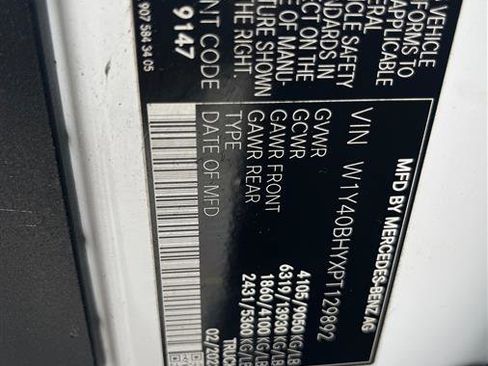 VEHICLE
FORMS TO
APPLICABLE
ERAL
HICLE SAFETY
NDARDS IN
ECT ON THE
E OF MANU-
TURE SHOWN
THE RIGHT.
NT CODE
9147
907 584 34 05
MFD BY MERCEDES-BENZ AG
VIN W1Y40BHYXPT129892
GVWR 4105/9050 KG/LB
GCWR 6319/13930 KG/LB
GAWR FRONT 1860/4100 KG/LB
GAWR REAR 2431/5360 KG/LB
TYPE TRUCK
DATE OF MFD 02/202